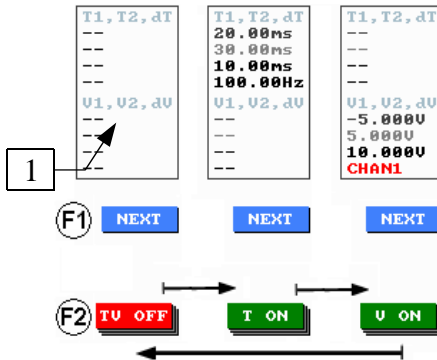 T1,T2,dT
--
--
--
--
V1,V2,dV
--
--
--
--
T1,T2,dT
20.00ms
30.00ms
10.00ms
100.00Hz
V1,V2,dV
--
--
--
--
T1,T2,dT
--
--
--
--
V1,V2,dV
-5.000V
5.000V
10.000V
CHAN1
1
F1 NEXT NEXT NEXT
F2 TV OFF T ON V ON